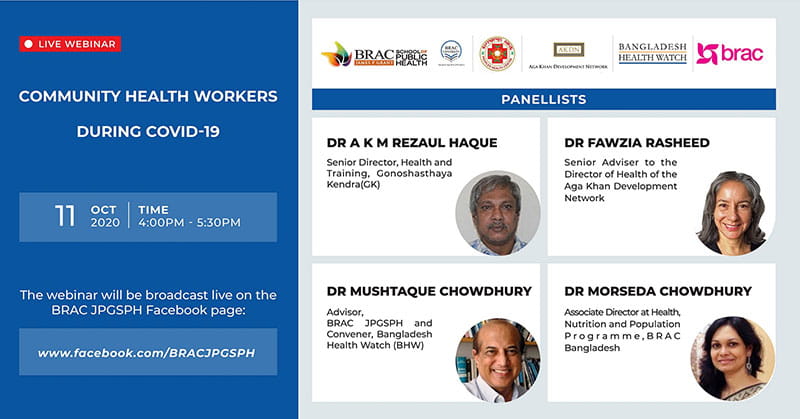 LIVE WEBINAR
COMMUNITY HEALTH WORKERS
DURING COVID-19
11
OCT
2020
TIME
4:00PM - 5:30PM
The webinar will be broadcast live on the
BRAC JPGSPH Facebook page:
www.facebook.com/BRACJPGSPH
BRAC
JAMES P GRANT
SCHOOL OF
PUBLIC
HEALTH
BRAC
UNIVERSITY
AKDN
AGA KHAN DEVELOPMENT NETWORK
BANGLADESH
HEALTH WATCH
brac
PANELLISTS
DR A K M REZAUL HAQUE
Senior Director, Health and
Training, Gonoshasthaya
Kendra(GK)
DR FAWZIA RASHEED
Senior Adviser to the
Director of Health of the
Aga Khan Development
Network
DR MUSHTAQUE CHOWDHURY
Advisor,
BRAC JPGSPH and
Convener, Bangladesh
Health Watch (BHW)
DR MORSEDA CHOWDHURY
Associate Director at Health,
Nutrition and Population
Programme, BRAC
Bangladesh